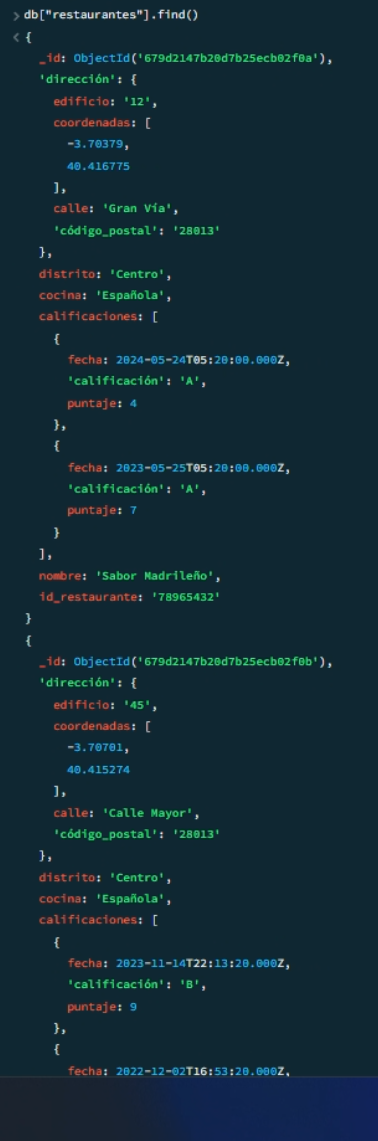 > db["restaurantes"].find()
< {
_id: ObjectId('679d2147b20d7b25ecb02f0a'),
'dirección': {
edificio: '12',
coordenadas: [
-3.70379,
40.416775
],
calle: 'Gran Vía',
'código_postal': '28013'
},
distrito: 'Centro',
cocina: 'Española',
calificaciones: [
{
fecha: 2024-05-24T05:20:00.000Z,
'calificación': 'A',
puntaje: 4
},
{
fecha: 2023-05-25T05:20:00.000Z,
'calificación': 'A',
puntaje: 7
}
],
nombre: 'Sabor Madrileño',
id_restaurante: '78965432'
}
{
_id: ObjectId('679d2147b20d7b25ecb02f0b'),
'dirección': {
edificio: '45',
coordenadas: [
-3.70701,
40.415274
],
calle: 'Calle Mayor',
'código_postal': '28013'
},
distrito: 'Centro',
cocina: 'Española',
calificaciones: [
{
fecha: 2023-11-14T22:13:20.000Z,
'calificación': 'B',
puntaje: 9
},
{
fecha: 2022-12-02T16:53:20.000Z,